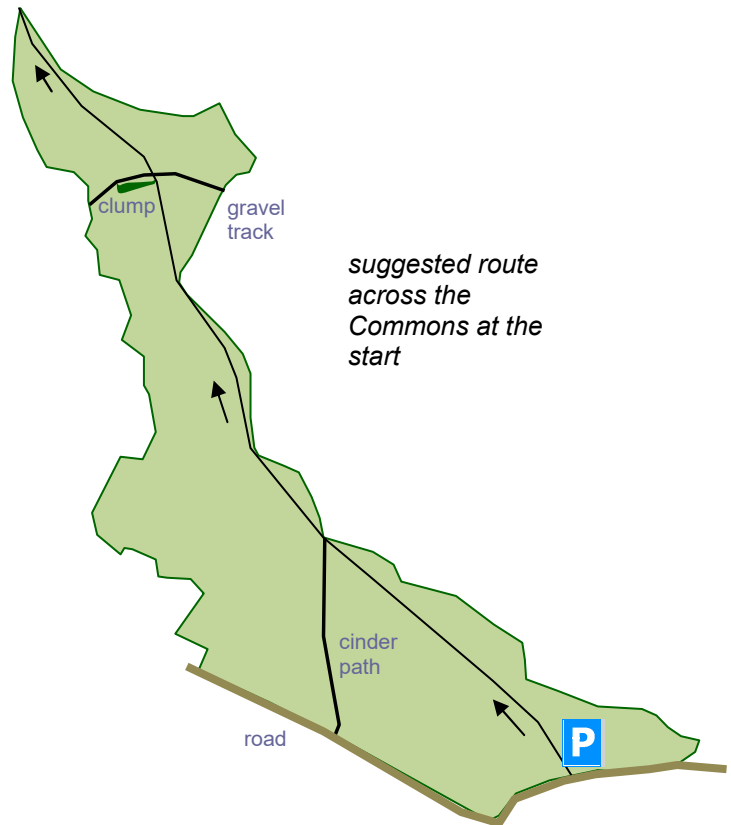 clump
gravel
track
suggested route
across the
Commons at the
start
cinder
path
road
P